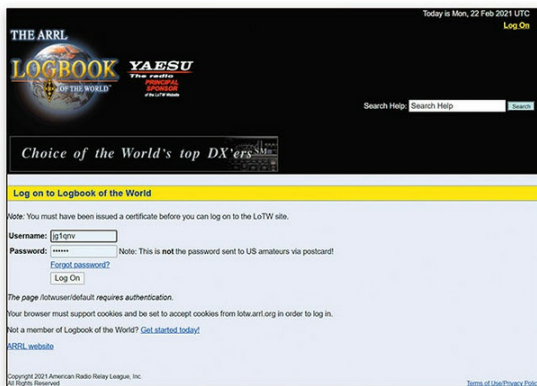 Today is Mon, 22 Feb 2021 UTC
Log On
THE ARRL
LOGBOOK
OF THE WORLD
YAESU
The radio
PRINCIPAL
SPONSOR
of the LoTW Website
Search Help: Search Help Search
Choice of the World's top DX'ers SM
Log on to Logbook of the World
Note: You must have been issued a certificate before you can log on to the LoTW site.
Username: jg1qnv
Password: •••••• Note: This is not the password sent to US amateurs via postcard!
Forgot password?
Log On
The page /lotwuser/default requires authentication.
Your browser must support cookies and be set to accept cookies from lotw.arrl.org in order to log in.
Not a member of Logbook of the World? Get started today!
ARRL website
Copyright 2021 American Radio Relay League, Inc.
All Rights Reserved
Terms of Use/Privacy Polic